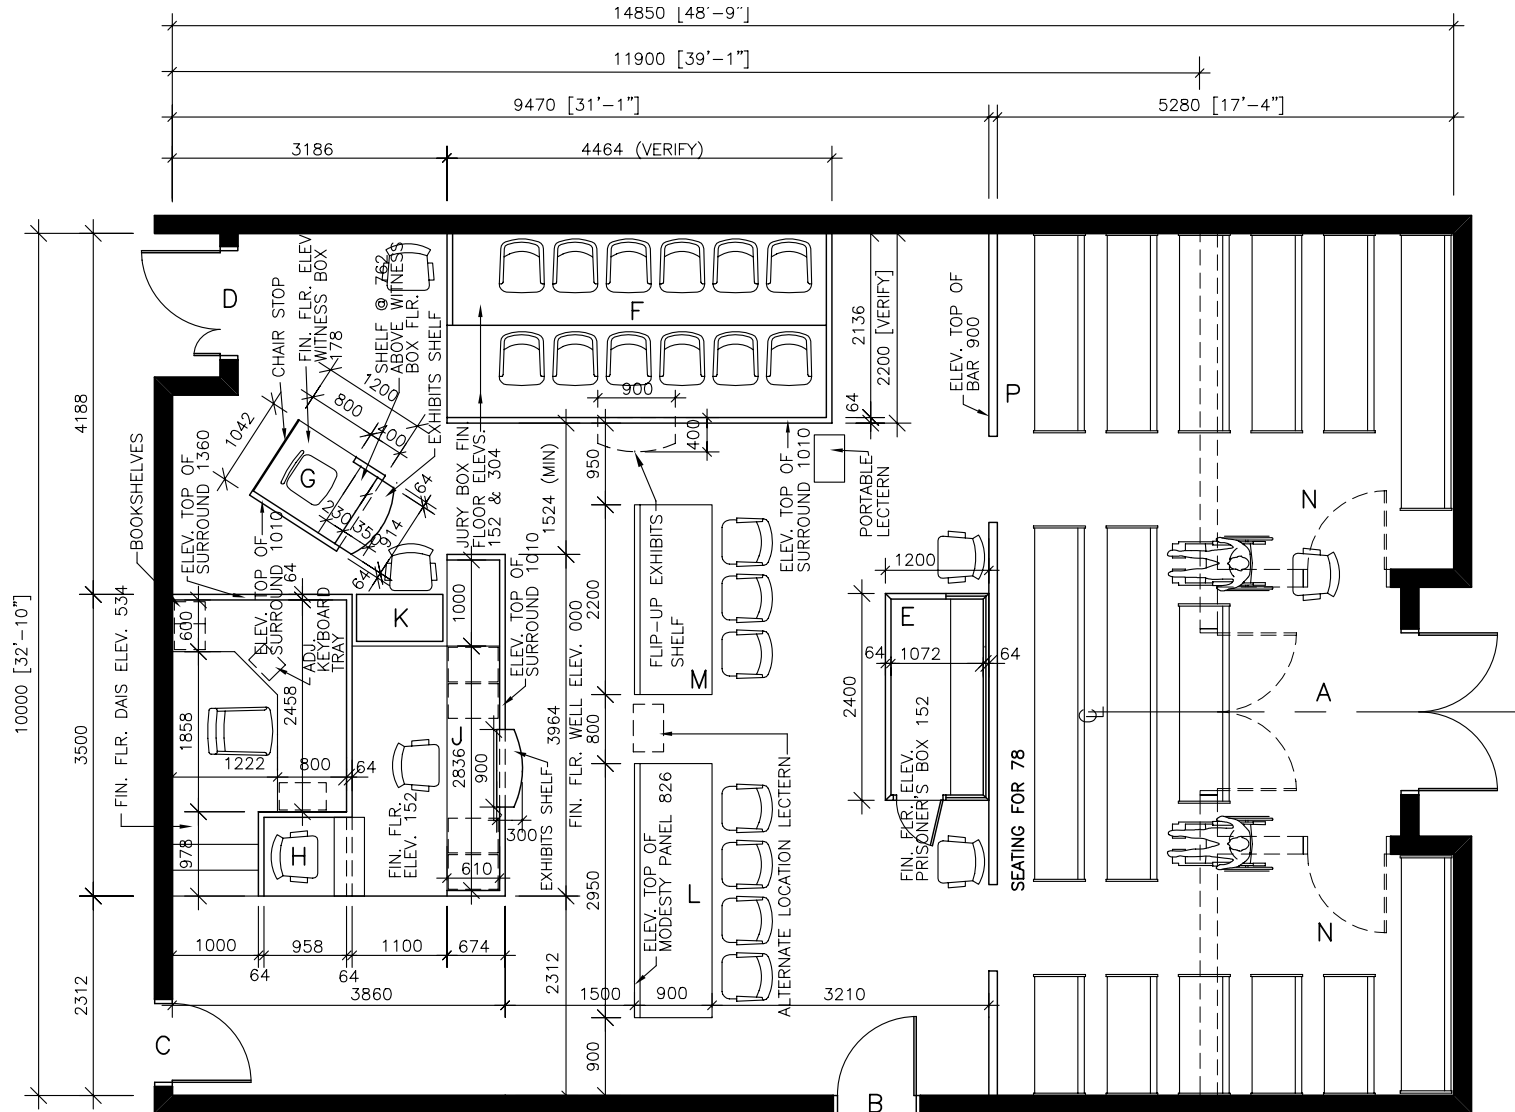 14850 [48'-9"]
11900 [39'-1"]
9470 [31'-1"]
5280 [17'-4"]
3186
4464 (VERIFY)
10000 [32'-10"]
4188
3500
2312
D
CHAIR STOP
FIN. FLR. ELEV
WITNESS BOX
178
SHELF @ 762
ABOVE WITNESS
BOX FLR.
EXHIBITS SHELF
1200
800
400
1042
G
230
350
914
64
64
F
900
400
2136
2200 [VERIFY]
64
ELEV. TOP OF
BAR 900
P
BOOKSHELVES
ELEV. TOP OF
SURROUND 1360
ELEV. TOP OF
SURROUND 1010
64
JURY BOX FIN.
FLOOR ELEVS.
152 & 304
1524 (MIN)
950
ELEV. TOP OF
SURROUND 1010
PORTABLE
LECTERN
N
FIN. FLR. DAIS ELEV. 534
600
ADJ.
KEYBOARD
TRAY
K
1000
ELEV. TOP OF
SURROUND 1010
FIN. FLR. WELL ELEV. 000
2200
FLIP-UP EXHIBITS
SHELF
M
1200
E
64
1072
64
2400
FIN. FLR. ELEV.
PRISONER'S BOX 152
A
CL
SEATING FOR 78
1858
2458
1222
800
64
J
2836
900
300
3964
800
EXHIBITS SHELF
978
H
FIN. FLR.
ELEV. 152
610
2950
ELEV. TOP OF
MODESTY PANEL 826
L
ALTERNATE LOCATION LECTERN
N
1000
958
1100
674
64
64
2312
3860
1500
900
3210
900
C
B